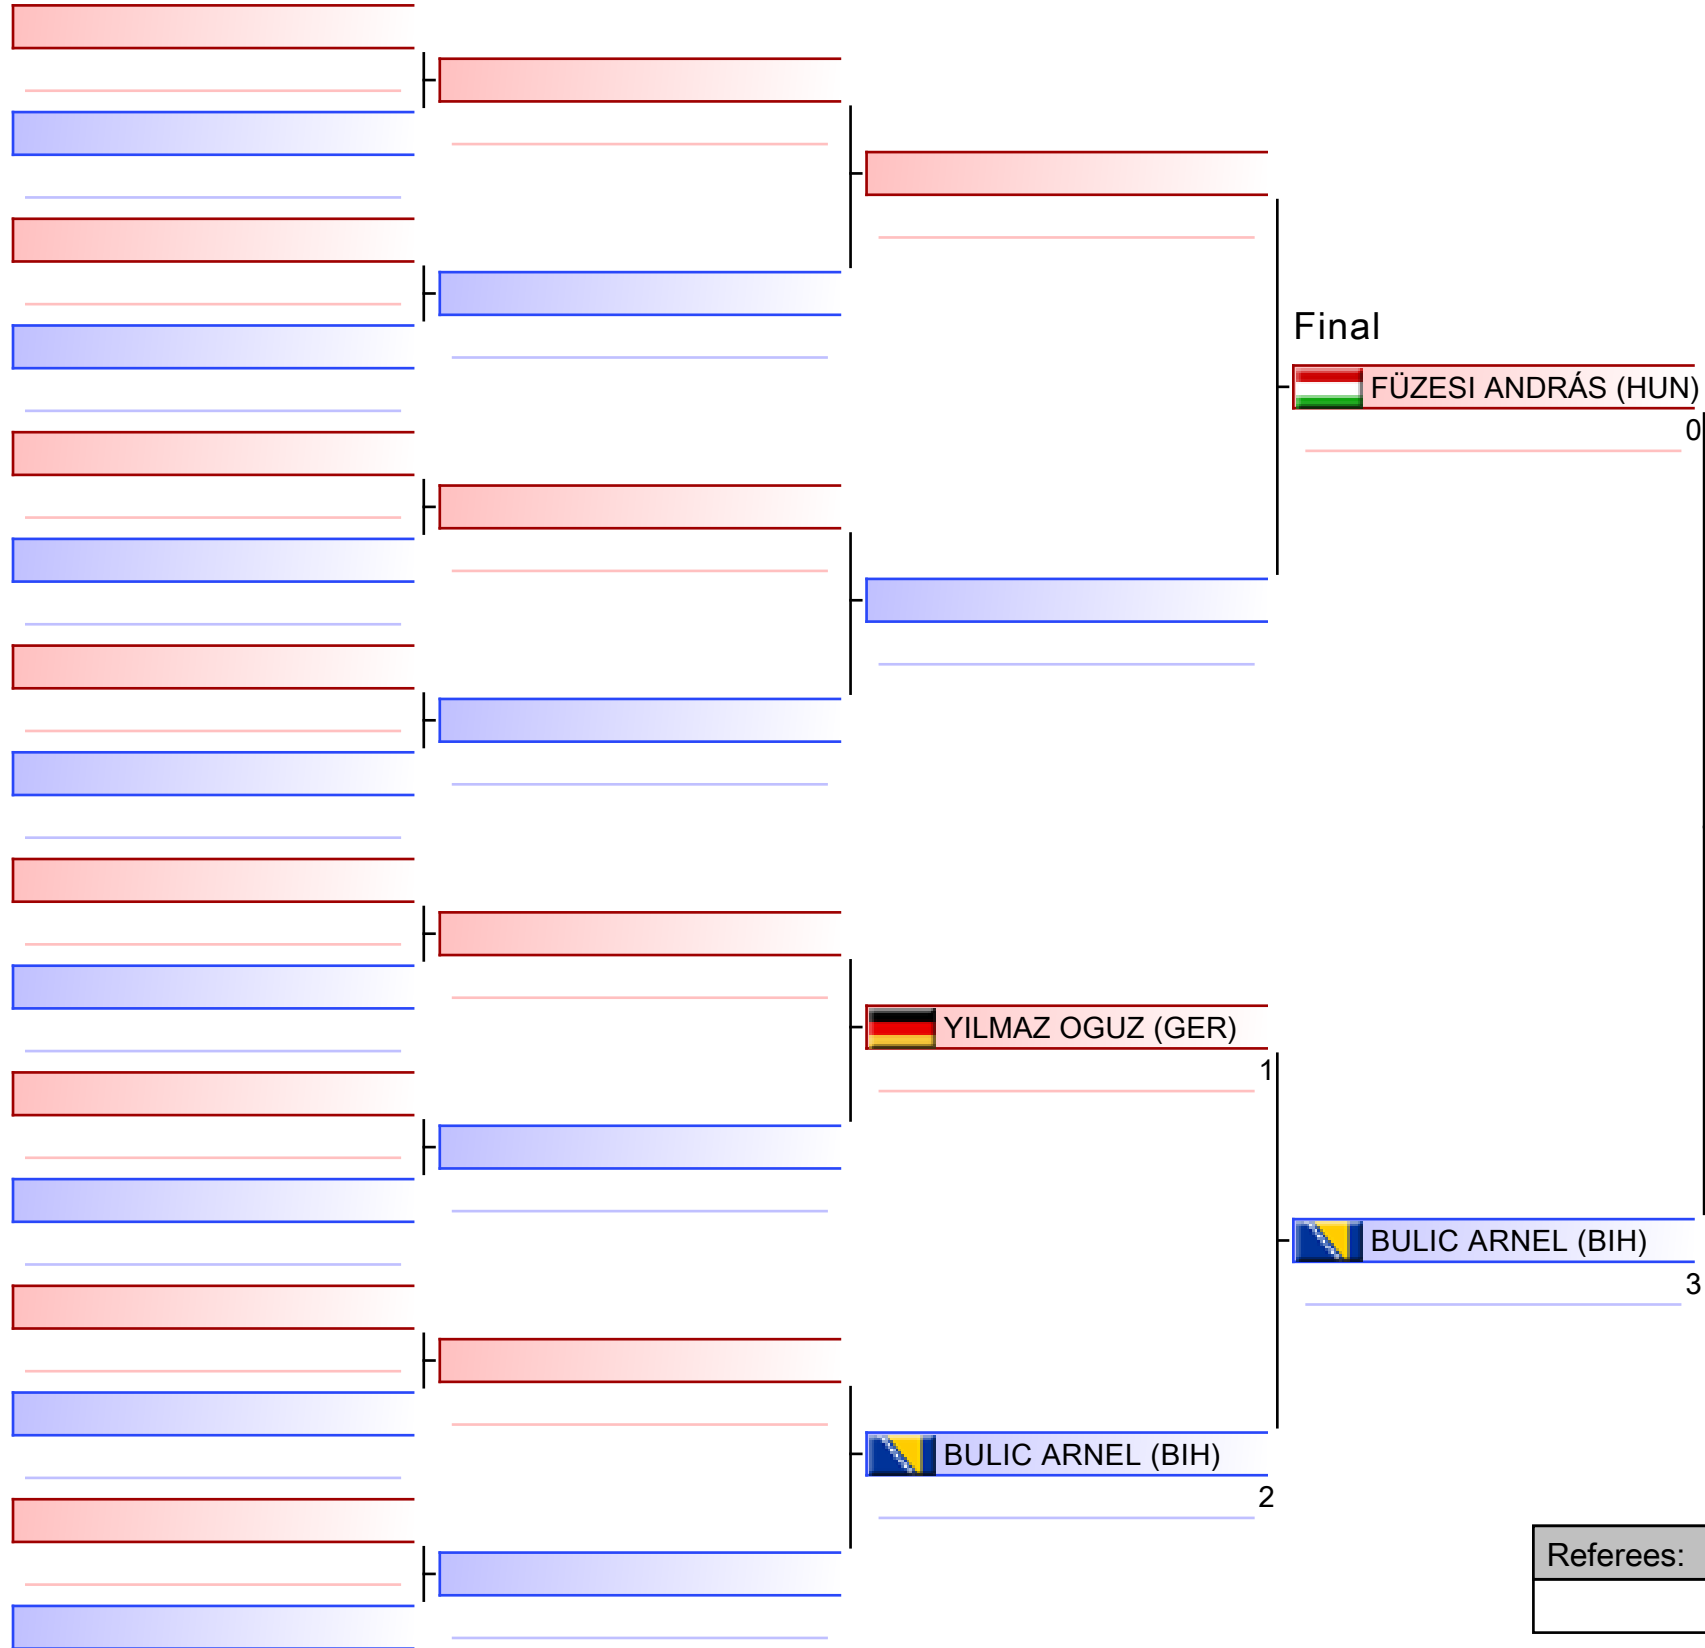 Final
FÜZESI ANDRÁS (HUN)
0
YILMAZ OGUZ (GER)
1
BULIC ARNEL (BIH)
3
BULIC ARNEL (BIH)
2
Referees: